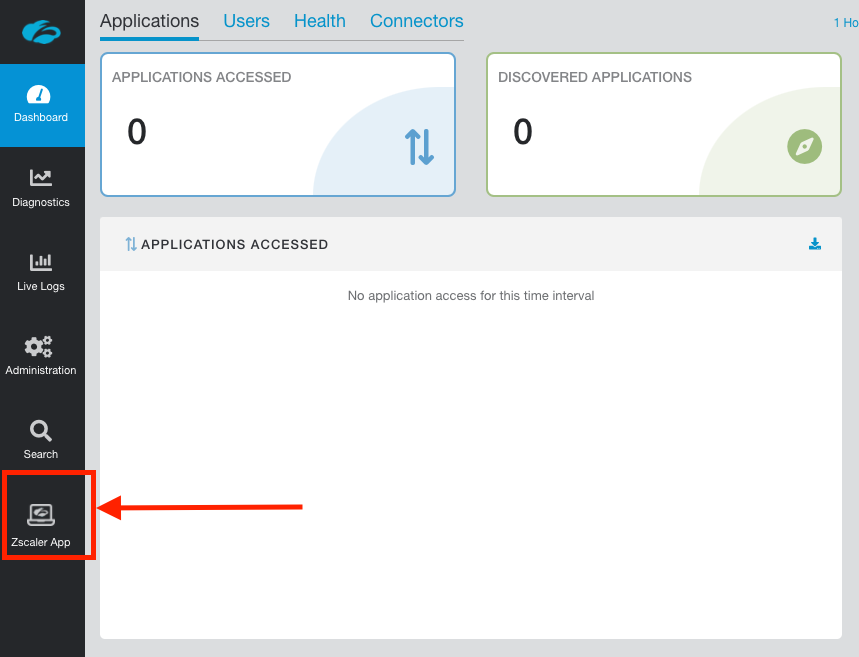 Applications Users Health Connectors
1 Ho
APPLICATIONS ACCESSED
0
DISCOVERED APPLICATIONS
0
APPLICATIONS ACCESSED
No application access for this time interval
Dashboard
Diagnostics
Live Logs
Administration
Search
Zscaler App